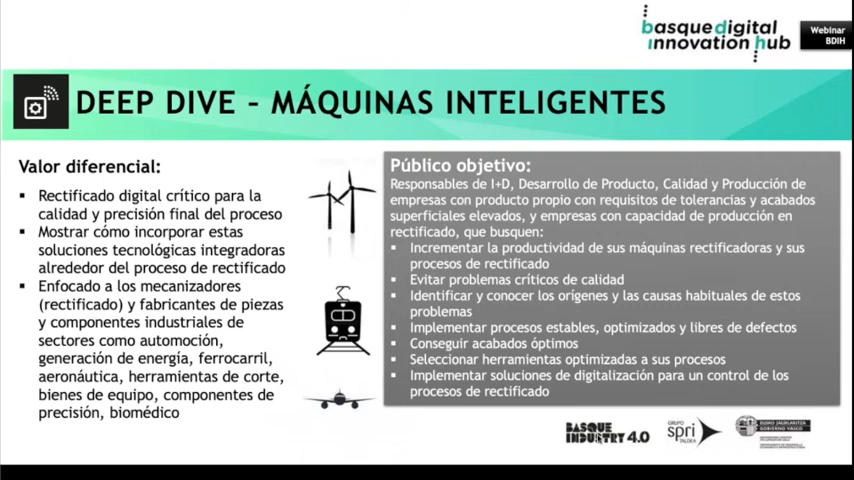 basque digital
innovation hub
Webinar
BDIH
DEEP DIVE – MÁQUINAS INTELIGENTES
Valor diferencial:
▪ Rectificado digital crítico para la
calidad y precisión final del proceso
▪ Mostrar cómo incorporar estas
soluciones tecnológicas integradoras
alrededor del proceso de rectificado
▪ Enfocado a los mecanizadores
(rectificado) y fabricantes de piezas
y componentes industriales de
sectores como automoción,
generación de energía, ferrocarril,
aeronáutica, herramientas de corte,
bienes de equipo, componentes de
precisión, biomédico
Público objetivo:
Responsables de I+D, Desarrollo de Producto, Calidad y Producción de
empresas con producto propio con requisitos de tolerancias y acabados
superficiales elevados, y empresas con capacidad de producción en
rectificado, que busquen:
▪ Incrementar la productividad de sus máquinas rectificadoras y sus
procesos de rectificado
▪ Evitar problemas críticos de calidad
▪ Identificar y conocer los orígenes y las causas habituales de estos
problemas
▪ Implementar procesos estables, optimizados y libres de defectos
▪ Conseguir acabados óptimos
▪ Seleccionar herramientas optimizadas a sus procesos
▪ Implementar soluciones de digitalización para un control de los
procesos de rectificado
BASQUE
INDUSTRY 4.0
GRUPO
spri
TALDEA
EUSKO JAURLARITZA
GOBIERNO VASCO